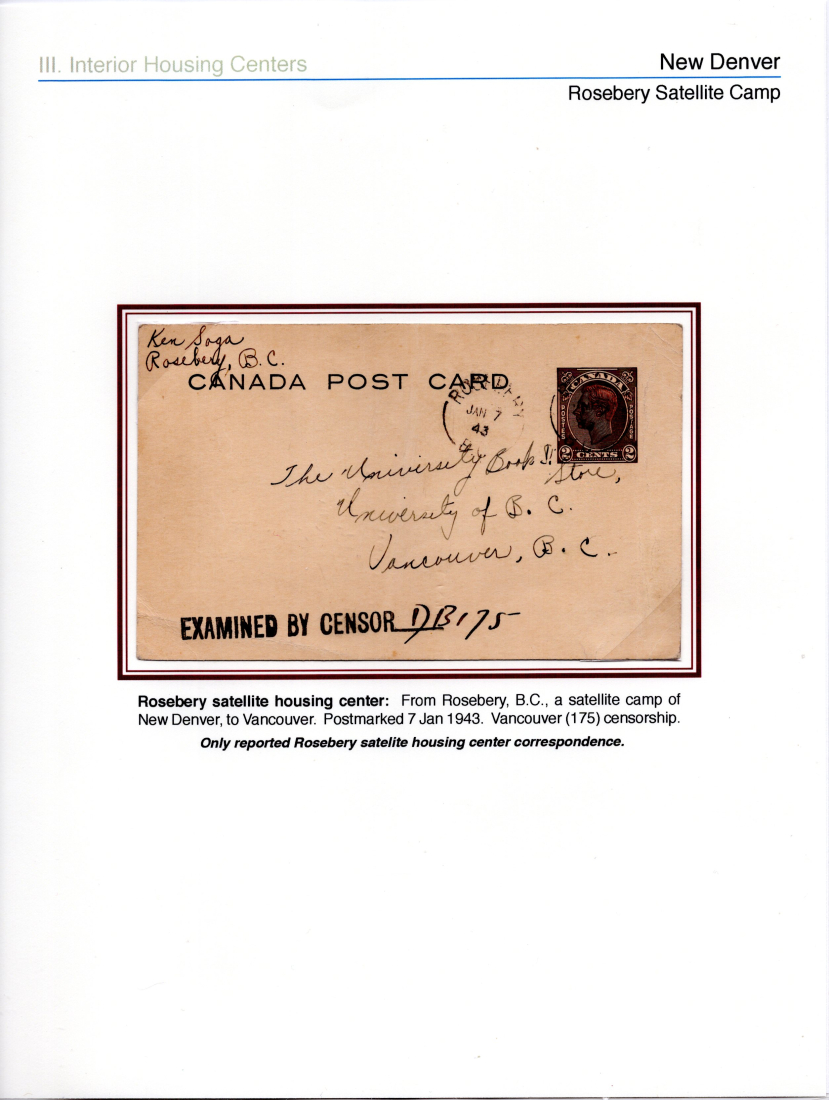 III. Interior Housing Centers
New Denver
Rosebery Satellite Camp
Ken Soga
Rosebery, B.C.
CANADA POST CARD
JAN 7
43
CANADA
POSTES
POSTAGE
2 CENTS 2
The University Book
Store,
University of B. C.
Vancouver, B. C.
EXAMINED BY CENSOR DB175
Rosebery satellite housing center: From Rosebery, B.C., a satellite camp of
New Denver, to Vancouver. Postmarked 7 Jan 1943. Vancouver (175) censorship.
Only reported Rosebery satelite housing center correspondence.